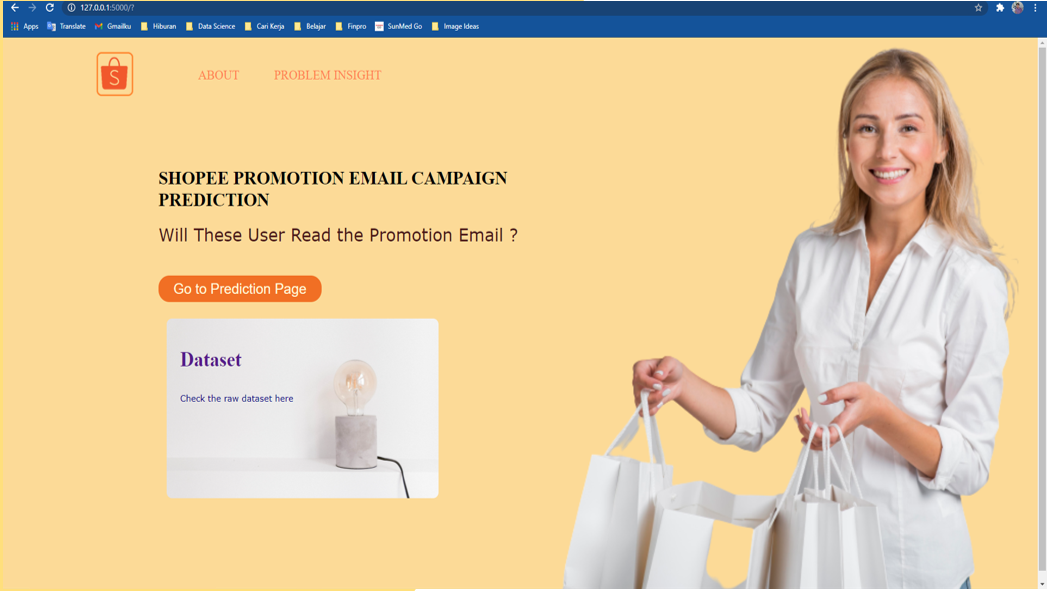 127.0.0.1:5000/?
Apps Translate Gmailku Hiburan Data Science Cari Kerja Belajar Finpro SunMed Go Image Ideas
S ABOUT PROBLEM INSIGHT
SHOPEE PROMOTION EMAIL CAMPAIGN
PREDICTION
Will These User Read the Promotion Email ?
Go to Prediction Page
Dataset
Check the raw dataset here